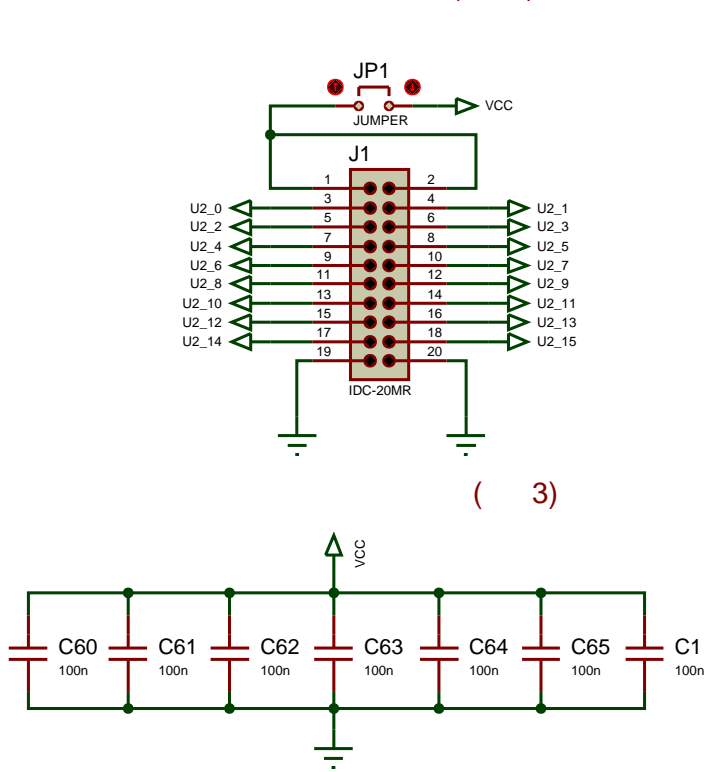 JP1
JUMPER
VCC
J1
1 2
U2_0 3 4 U2_1
U2_2 5 6 U2_3
U2_4 7 8 U2_5
U2_6 9 10 U2_7
U2_8 11 12 U2_9
U2_10 13 14 U2_11
U2_12 15 16 U2_13
U2_14 17 18 U2_15
19 20
IDC-20MR
( 3)
VCC
C60 C61 C62 C63 C64 C65 C1
100n 100n 100n 100n 100n 100n 100n